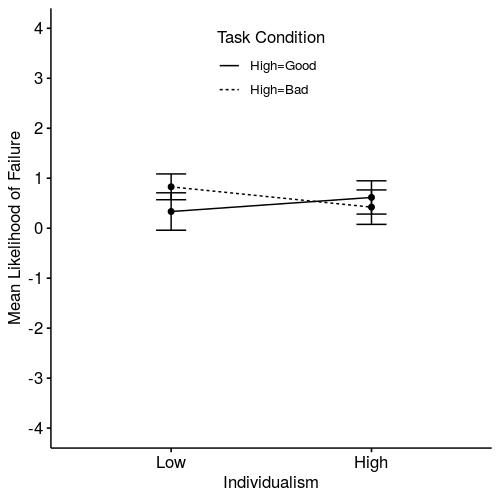 Task Condition
High=Good
High=Bad
4
3
2
1
0
-1
-2
-3
-4
Mean Likelihood of Failure
Low
High
Individualism